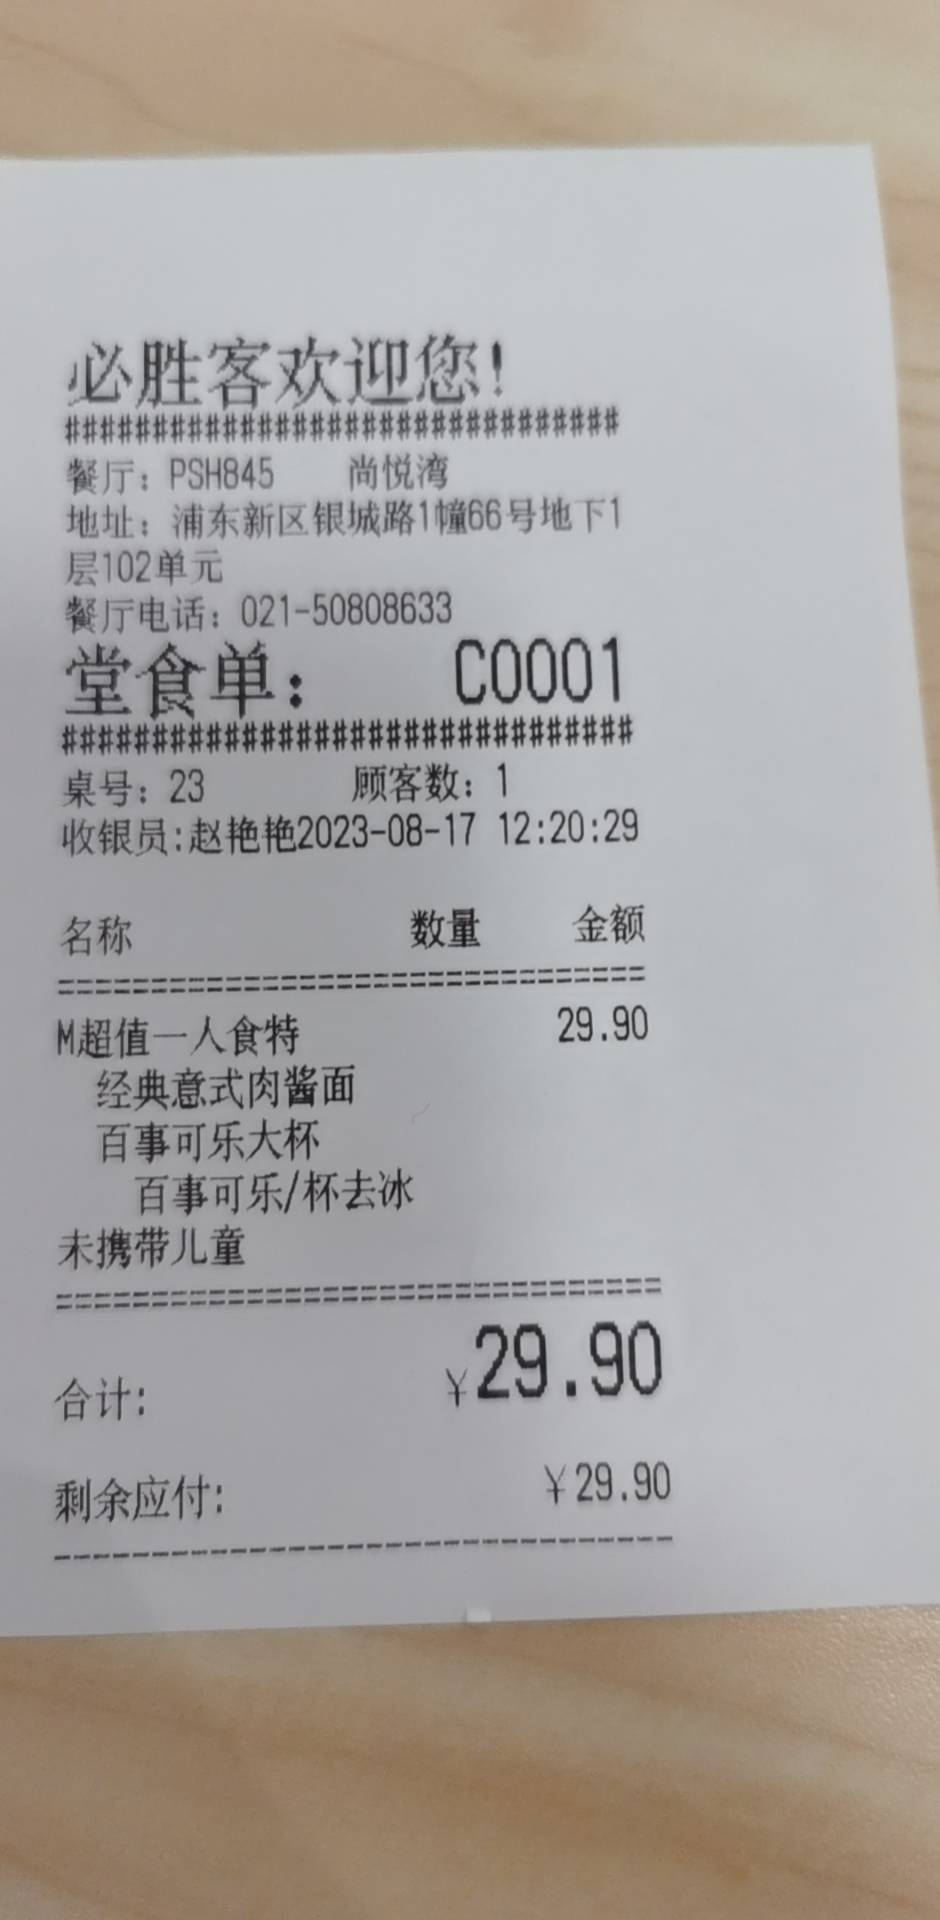 必胜客欢迎您!
################################
餐厅：PSH845 尚悦湾
地址：浦东新区银城路1幢66号地下1
层102单元
餐厅电话：021-50808633
堂食单： C0001
################################
桌号：23 顾客数：1
收银员:赵艳艳2023-08-17 12:20:29
名称 数量 金额
================================
M超值一人食特 29.90
经典意式肉酱面
百事可乐大杯
百事可乐/杯去冰
未携带儿童
================================
合计: ¥29.90
剩余应付: ¥29.90
--------------------------------